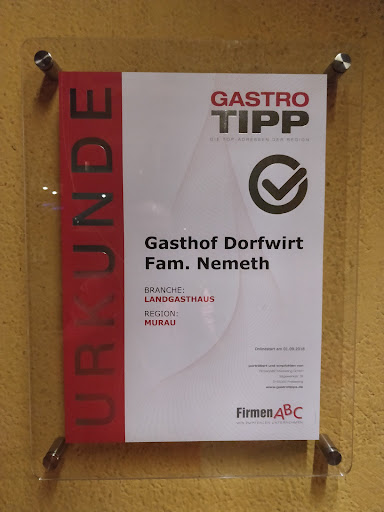 URKUNDE
GASTRO
TIPP
DIE TOP-ADRESSEN DER REGION
Gasthof Dorfwirt
Fam. Nemeth
BRANCHE:
LANDGASTHAUS
REGION:
MURAU
FirmenABC